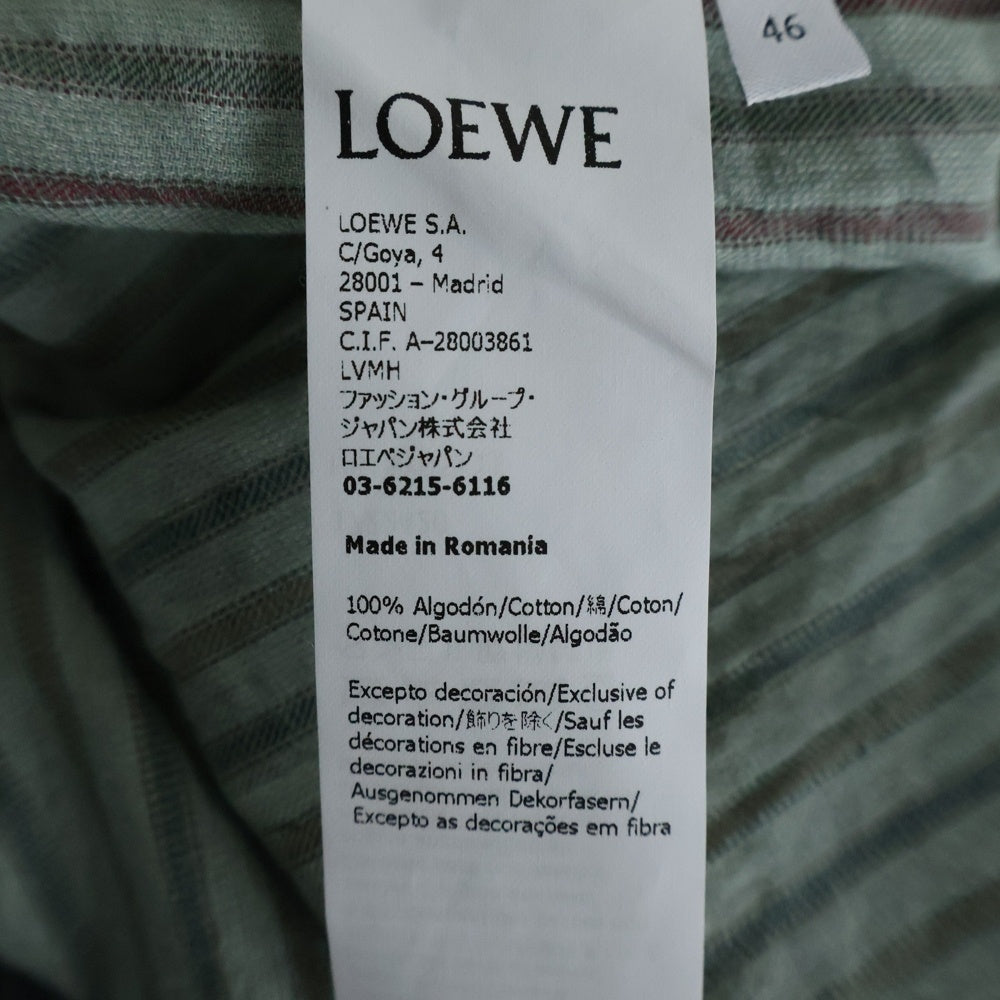 46
LOEWE
LOEWE S.A.
C/Goya, 4
28001 – Madrid
SPAIN
C.I.F. A–28003861
LVMH
ファッション・グループ・
ジャパン株式会社
ロエベジャパン
03-6215-6116
Made in Romania
100% Algodón/Cotton/綿/Coton/
Cotone/Baumwolle/Algodão
Excepto decoración/Exclusive of
decoration/飾りを除く/Sauf les
décorations en fibre/Escluse le
decorazioni in fibra/
Ausgenommen Dekorfasern/
Excepto as decorações em fibra